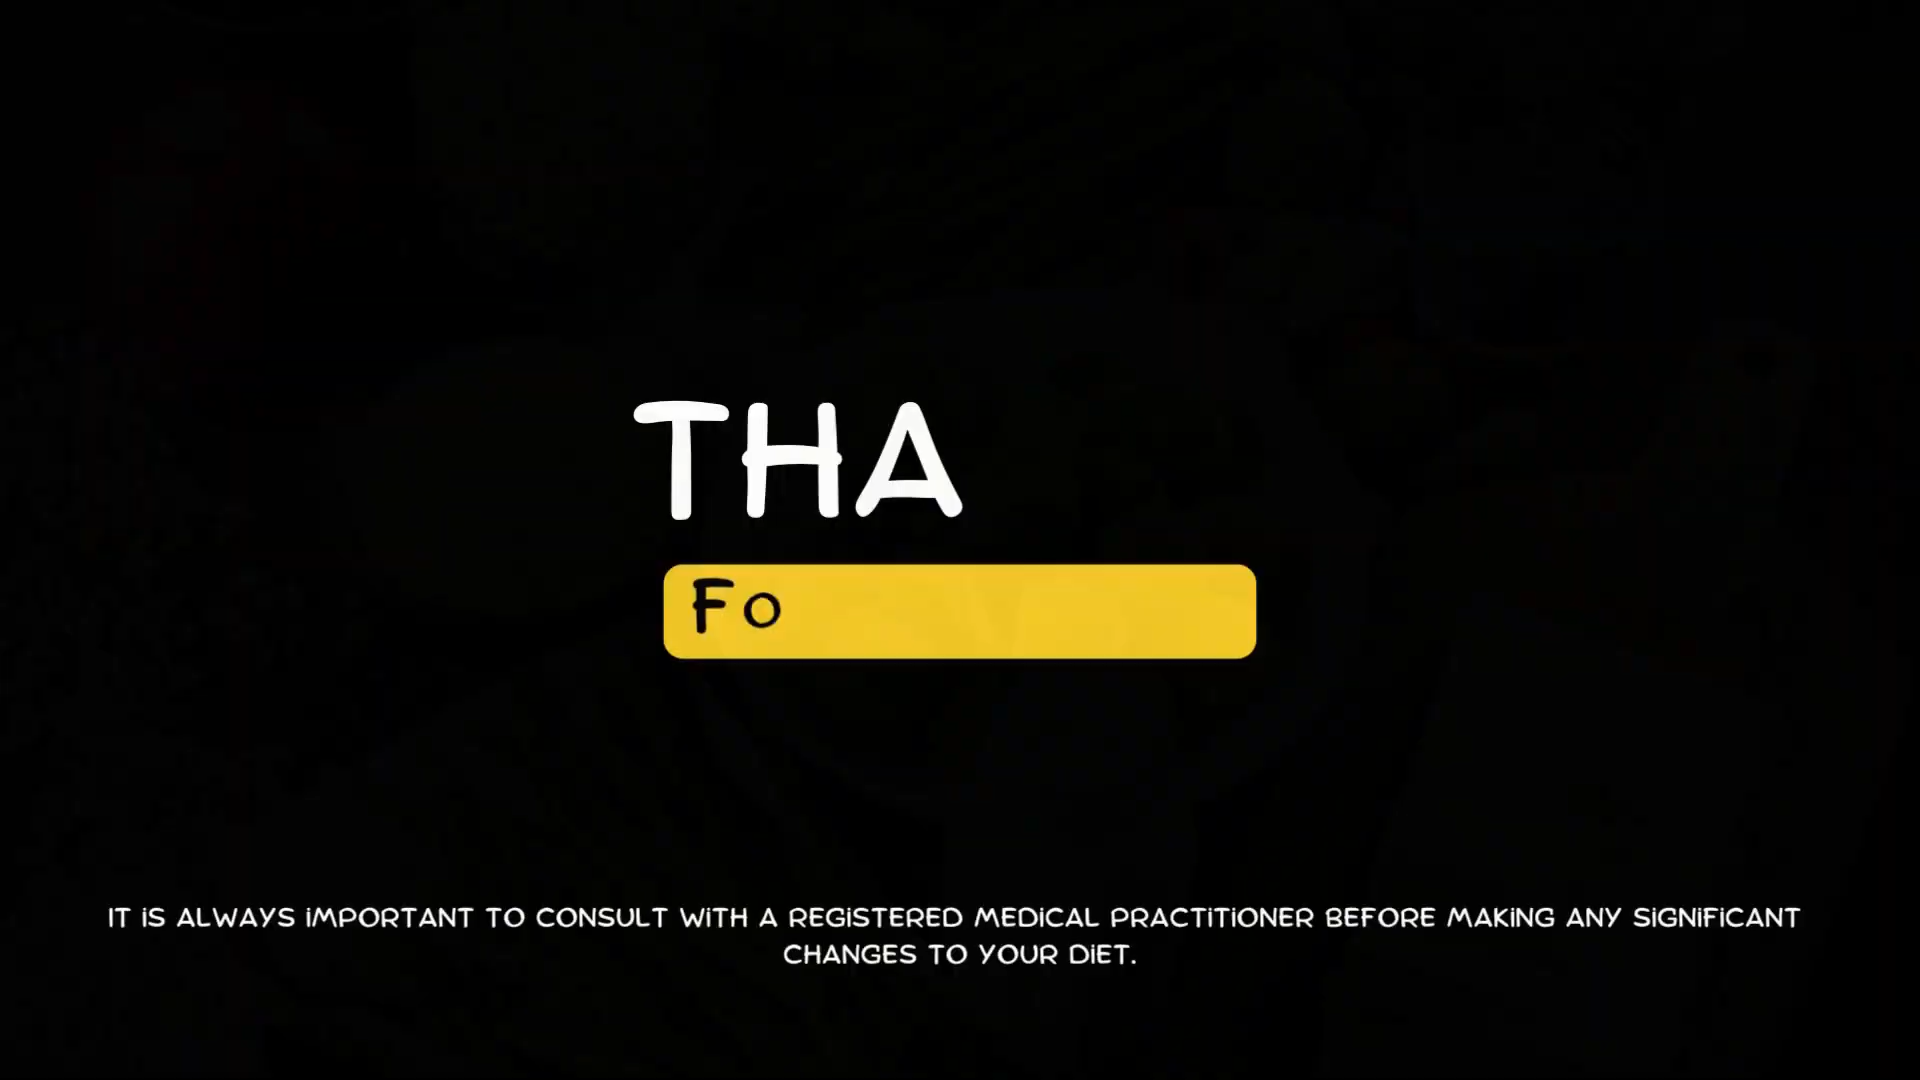 THA
Fo
IT iS ALWAYS iMPORTANT TO CONSULT WiTH A REGiSTERED MEDiCAL PRACTiTiONER BEFORE MAKiNG ANY SiGNiFiCANT
CHANGES TO YOUR DiET.